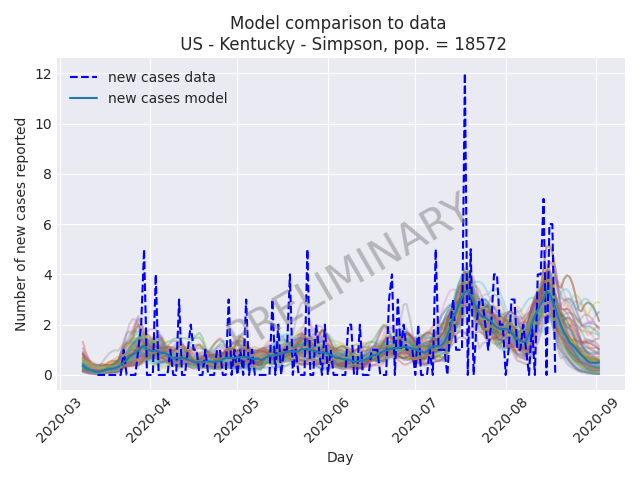 Model comparison to data
US - Kentucky - Simpson, pop. = 18572
new cases data
new cases model
PRELIMINARY
Number of new cases reported
12
10
8
6
4
2
0
2020-03
2020-04
2020-05
2020-06
2020-07
2020-08
2020-09
Day